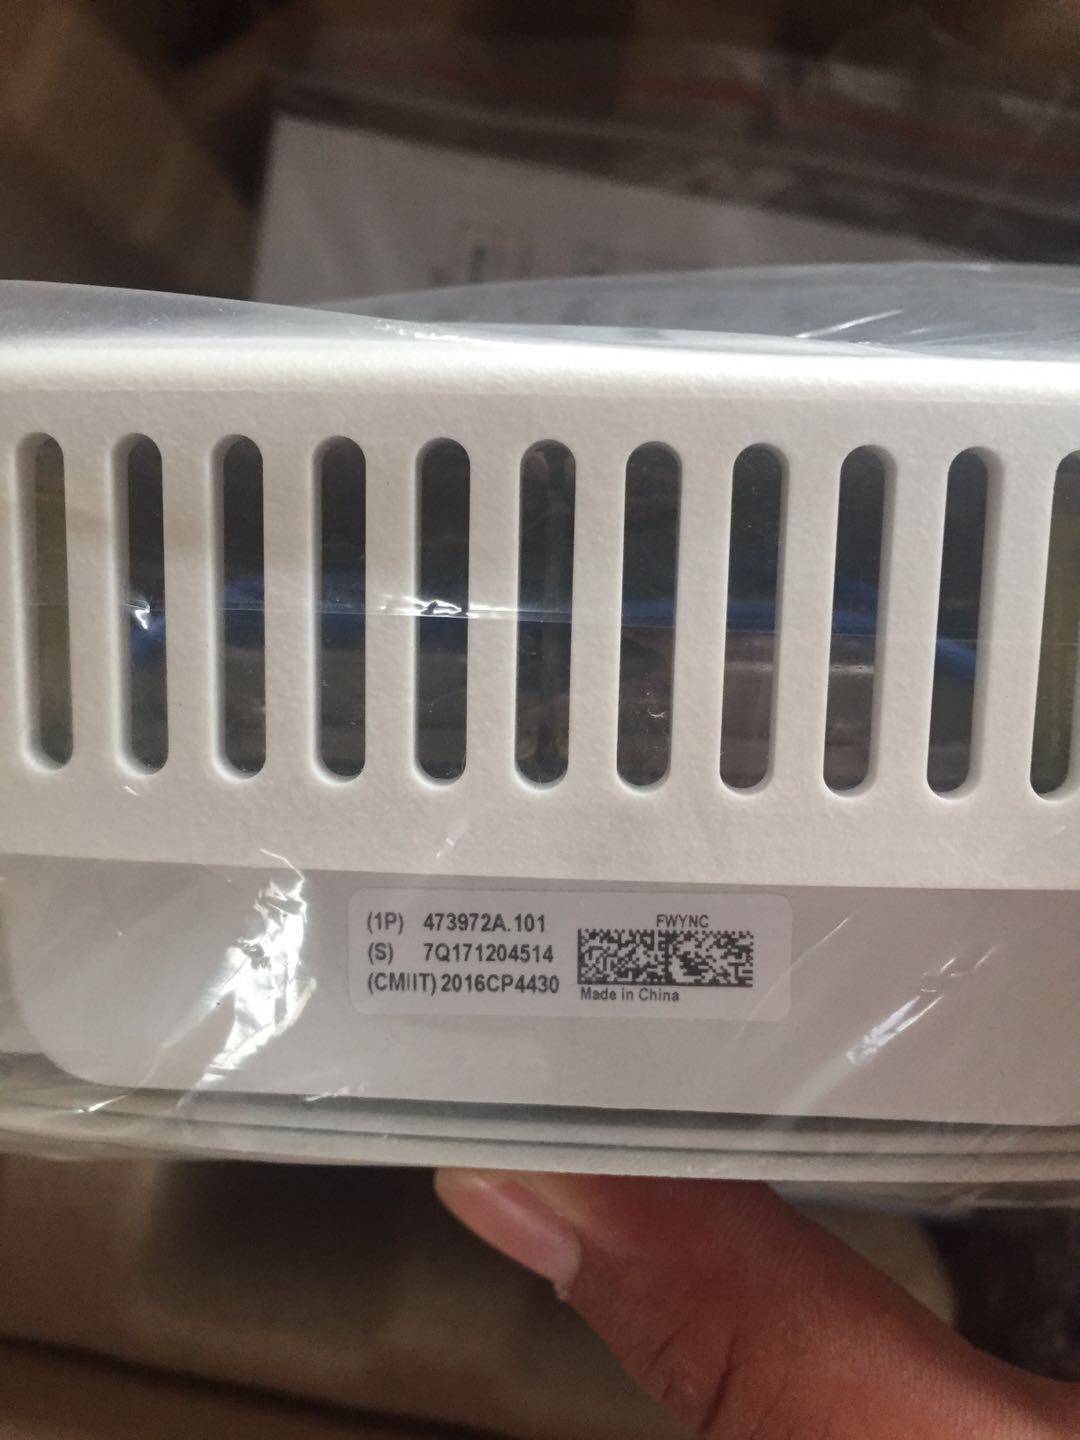 (1P) 473972A.101
(S) 7Q171204514
(CMIIT) 2016CP4430
FWYNC
Made in China